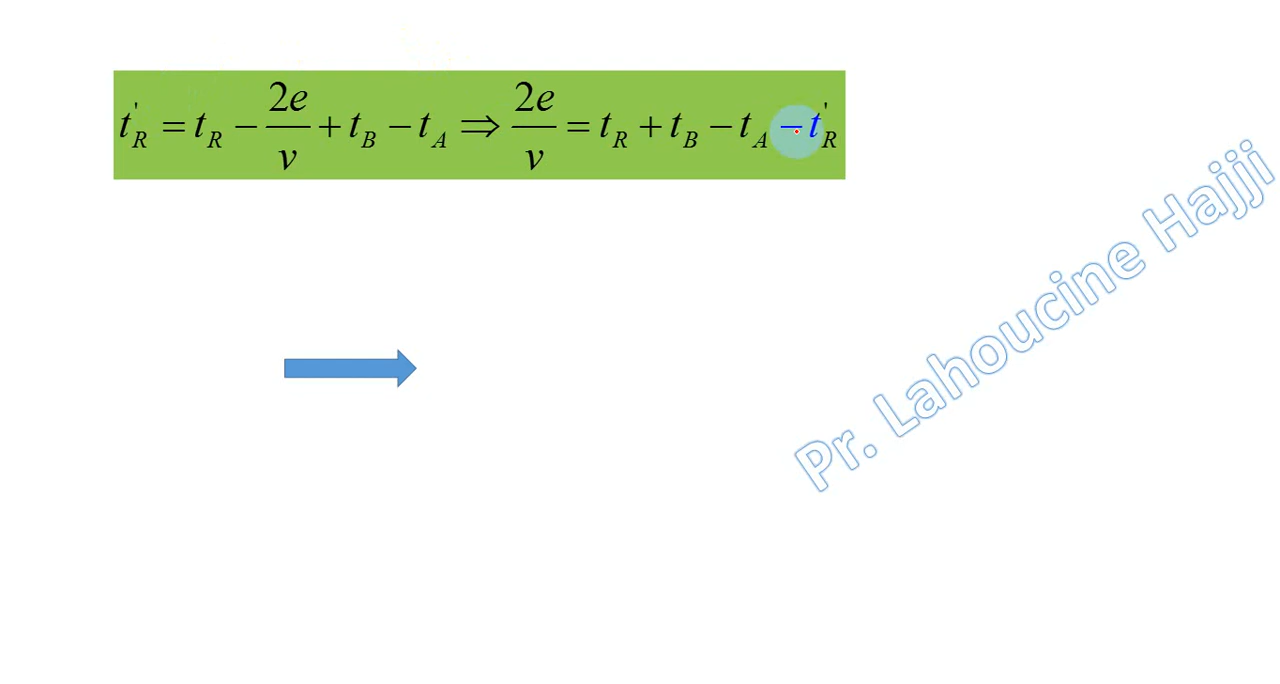 t'_R = t_R − 2e/v + t_B − t_A ⇒ 2e/v = t_R + t_B − t_A − t'_R
Pr. Lahoucine Hajji